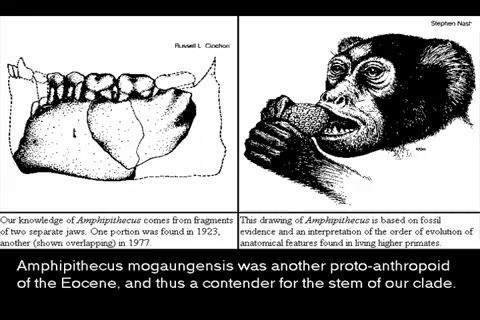 Russell L. Ciochon
Stephen Nash
Our knowledge of Amphipithecus comes from fragments
of two separate jaws. One portion was found in 1923,
another (shown overlapping) in 1977.
This drawing of Amphipithecus is based on fossil
evidence and an interpretation of the order of evolution of
anatomical features found in living higher primates.
Amphipithecus mogaungensis was another proto-anthropoid
of the Eocene, and thus a contender for the stem of our clade.